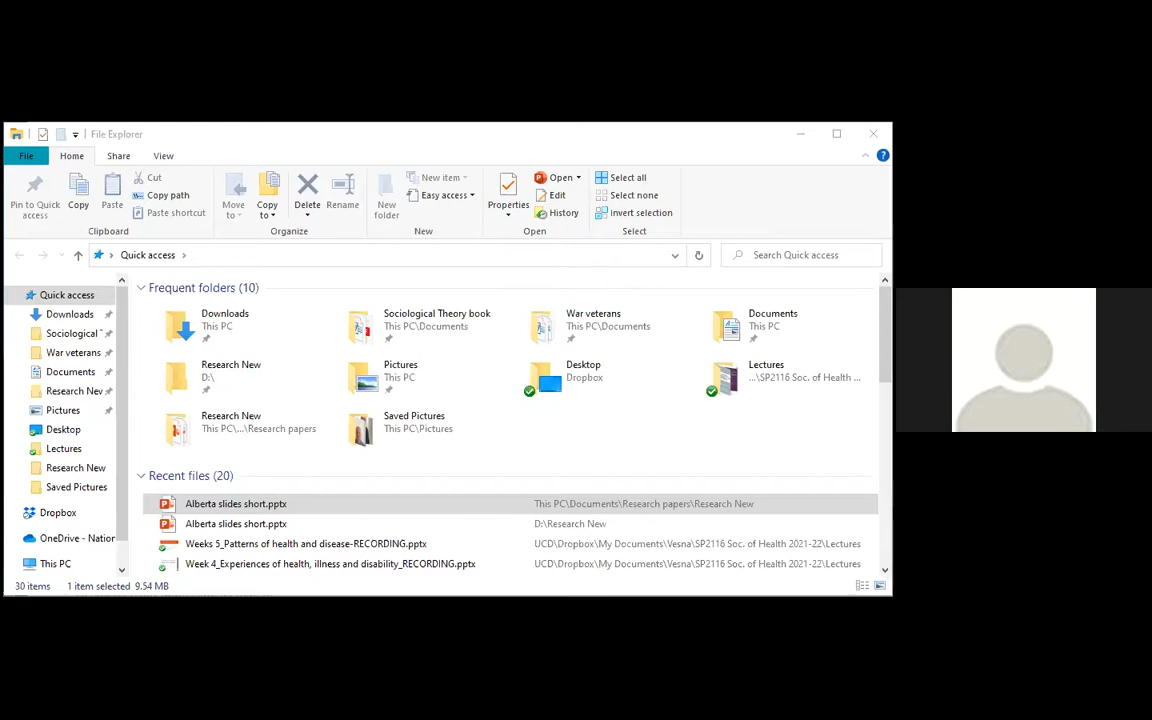 File Explorer
File Home Share View
Pin to Quick access
Copy
Paste
Cut
Copy path
Paste shortcut
Clipboard
Move to
Copy to
Delete
Rename
Organize
New folder
New item
Easy access
New
Properties
Open
Edit
History
Open
Select all
Select none
Invert selection
Select
Quick access
Search Quick access
Quick access
Downloads
Sociological T
War veterans
Documents
Research Nev
Pictures
Desktop
Lectures
Research New
Saved Pictures
Dropbox
OneDrive - Nation
This PC
Frequent folders (10)
Downloads
This PC
Sociological Theory book
This PC\Documents
War veterans
This PC\Documents
Documents
This PC
Research New
D:\
Pictures
This PC
Desktop
Dropbox
Lectures
...\SP2116 Soc. of Health ...
Research New
This PC\...\Research papers
Saved Pictures
This PC\Pictures
Recent files (20)
Alberta slides short.pptx This PC\Documents\Research papers\Research New
Alberta slides short.pptx D:\Research New
Weeks 5_Patterns of health and disease-RECORDING.pptx UCD\Dropbox\My Documents\Vesna\SP2116 Soc. of Health 2021-22\Lectures
Week 4_Experiences of health, illness and disability_RECORDING.pptx UCD\Dropbox\My Documents\Vesna\SP2116 Soc. of Health 2021-22\Lectures
30 items 1 item selected 9.54 MB